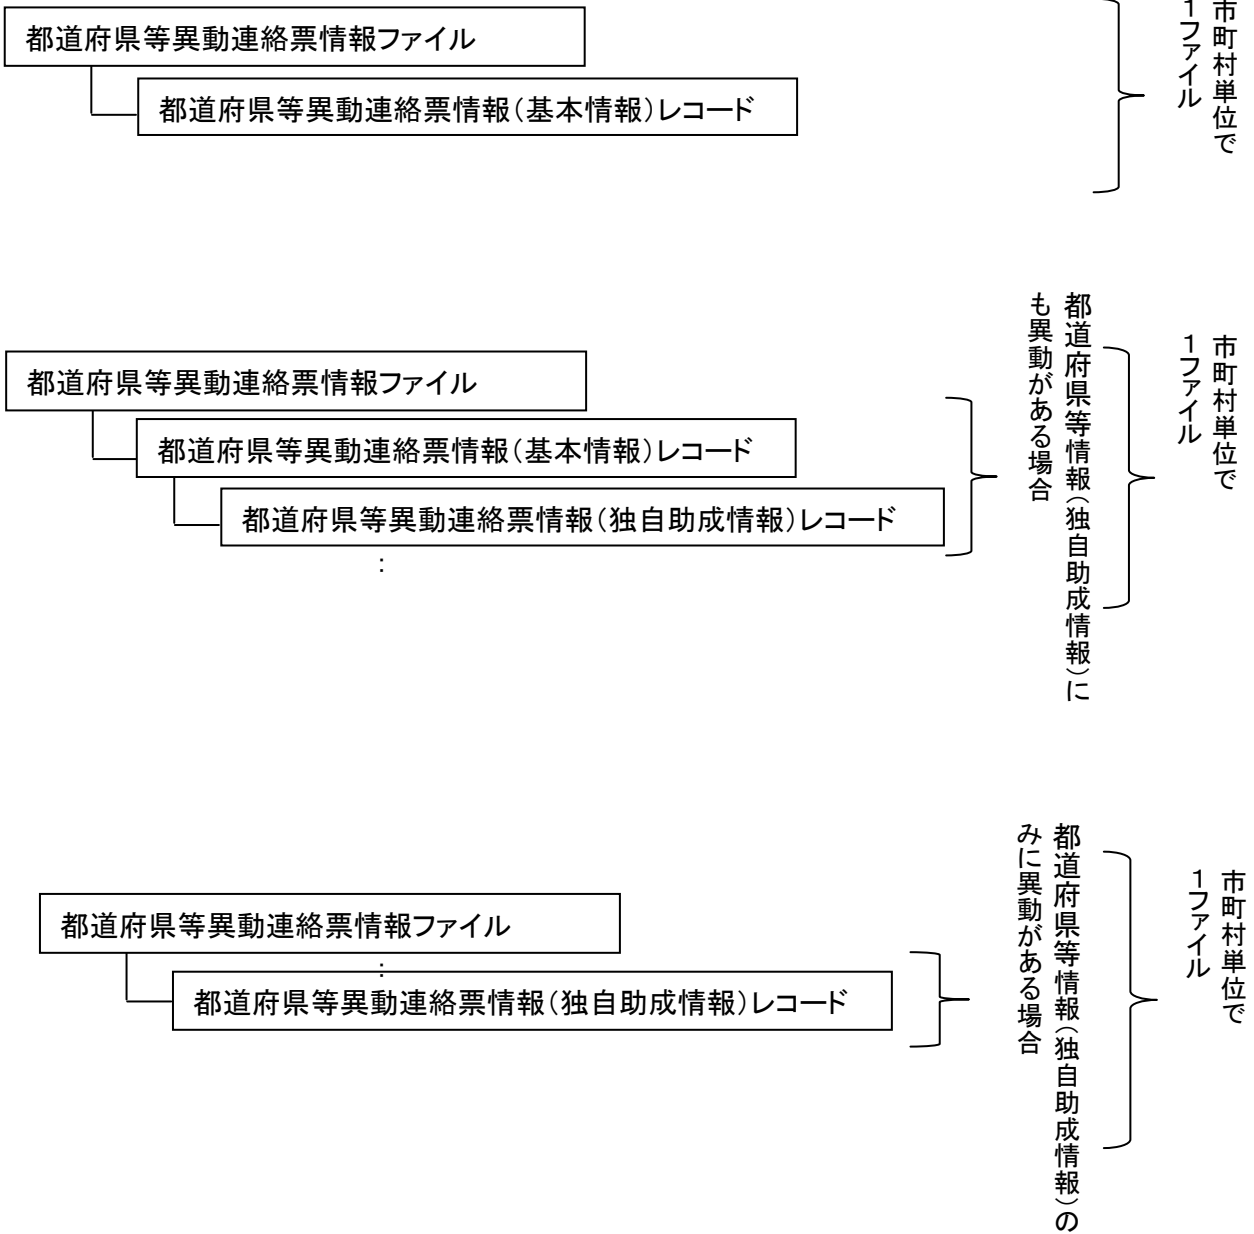 都道府県等異動連絡票情報ファイル
都道府県等異動連絡票情報（基本情報）レコード
市町村単位で
１ファイル
都道府県等異動連絡票情報ファイル
都道府県等異動連絡票情報（基本情報）レコード
都道府県等異動連絡票情報（独自助成情報）レコード
：
都道府県等情報（独自助成情報）に
も異動がある場合
市町村単位で
１ファイル
都道府県等異動連絡票情報ファイル
：
都道府県等異動連絡票情報（独自助成情報）レコード
都道府県等情報（独自助成情報）の
みに異動がある場合
市町村単位で
１ファイル